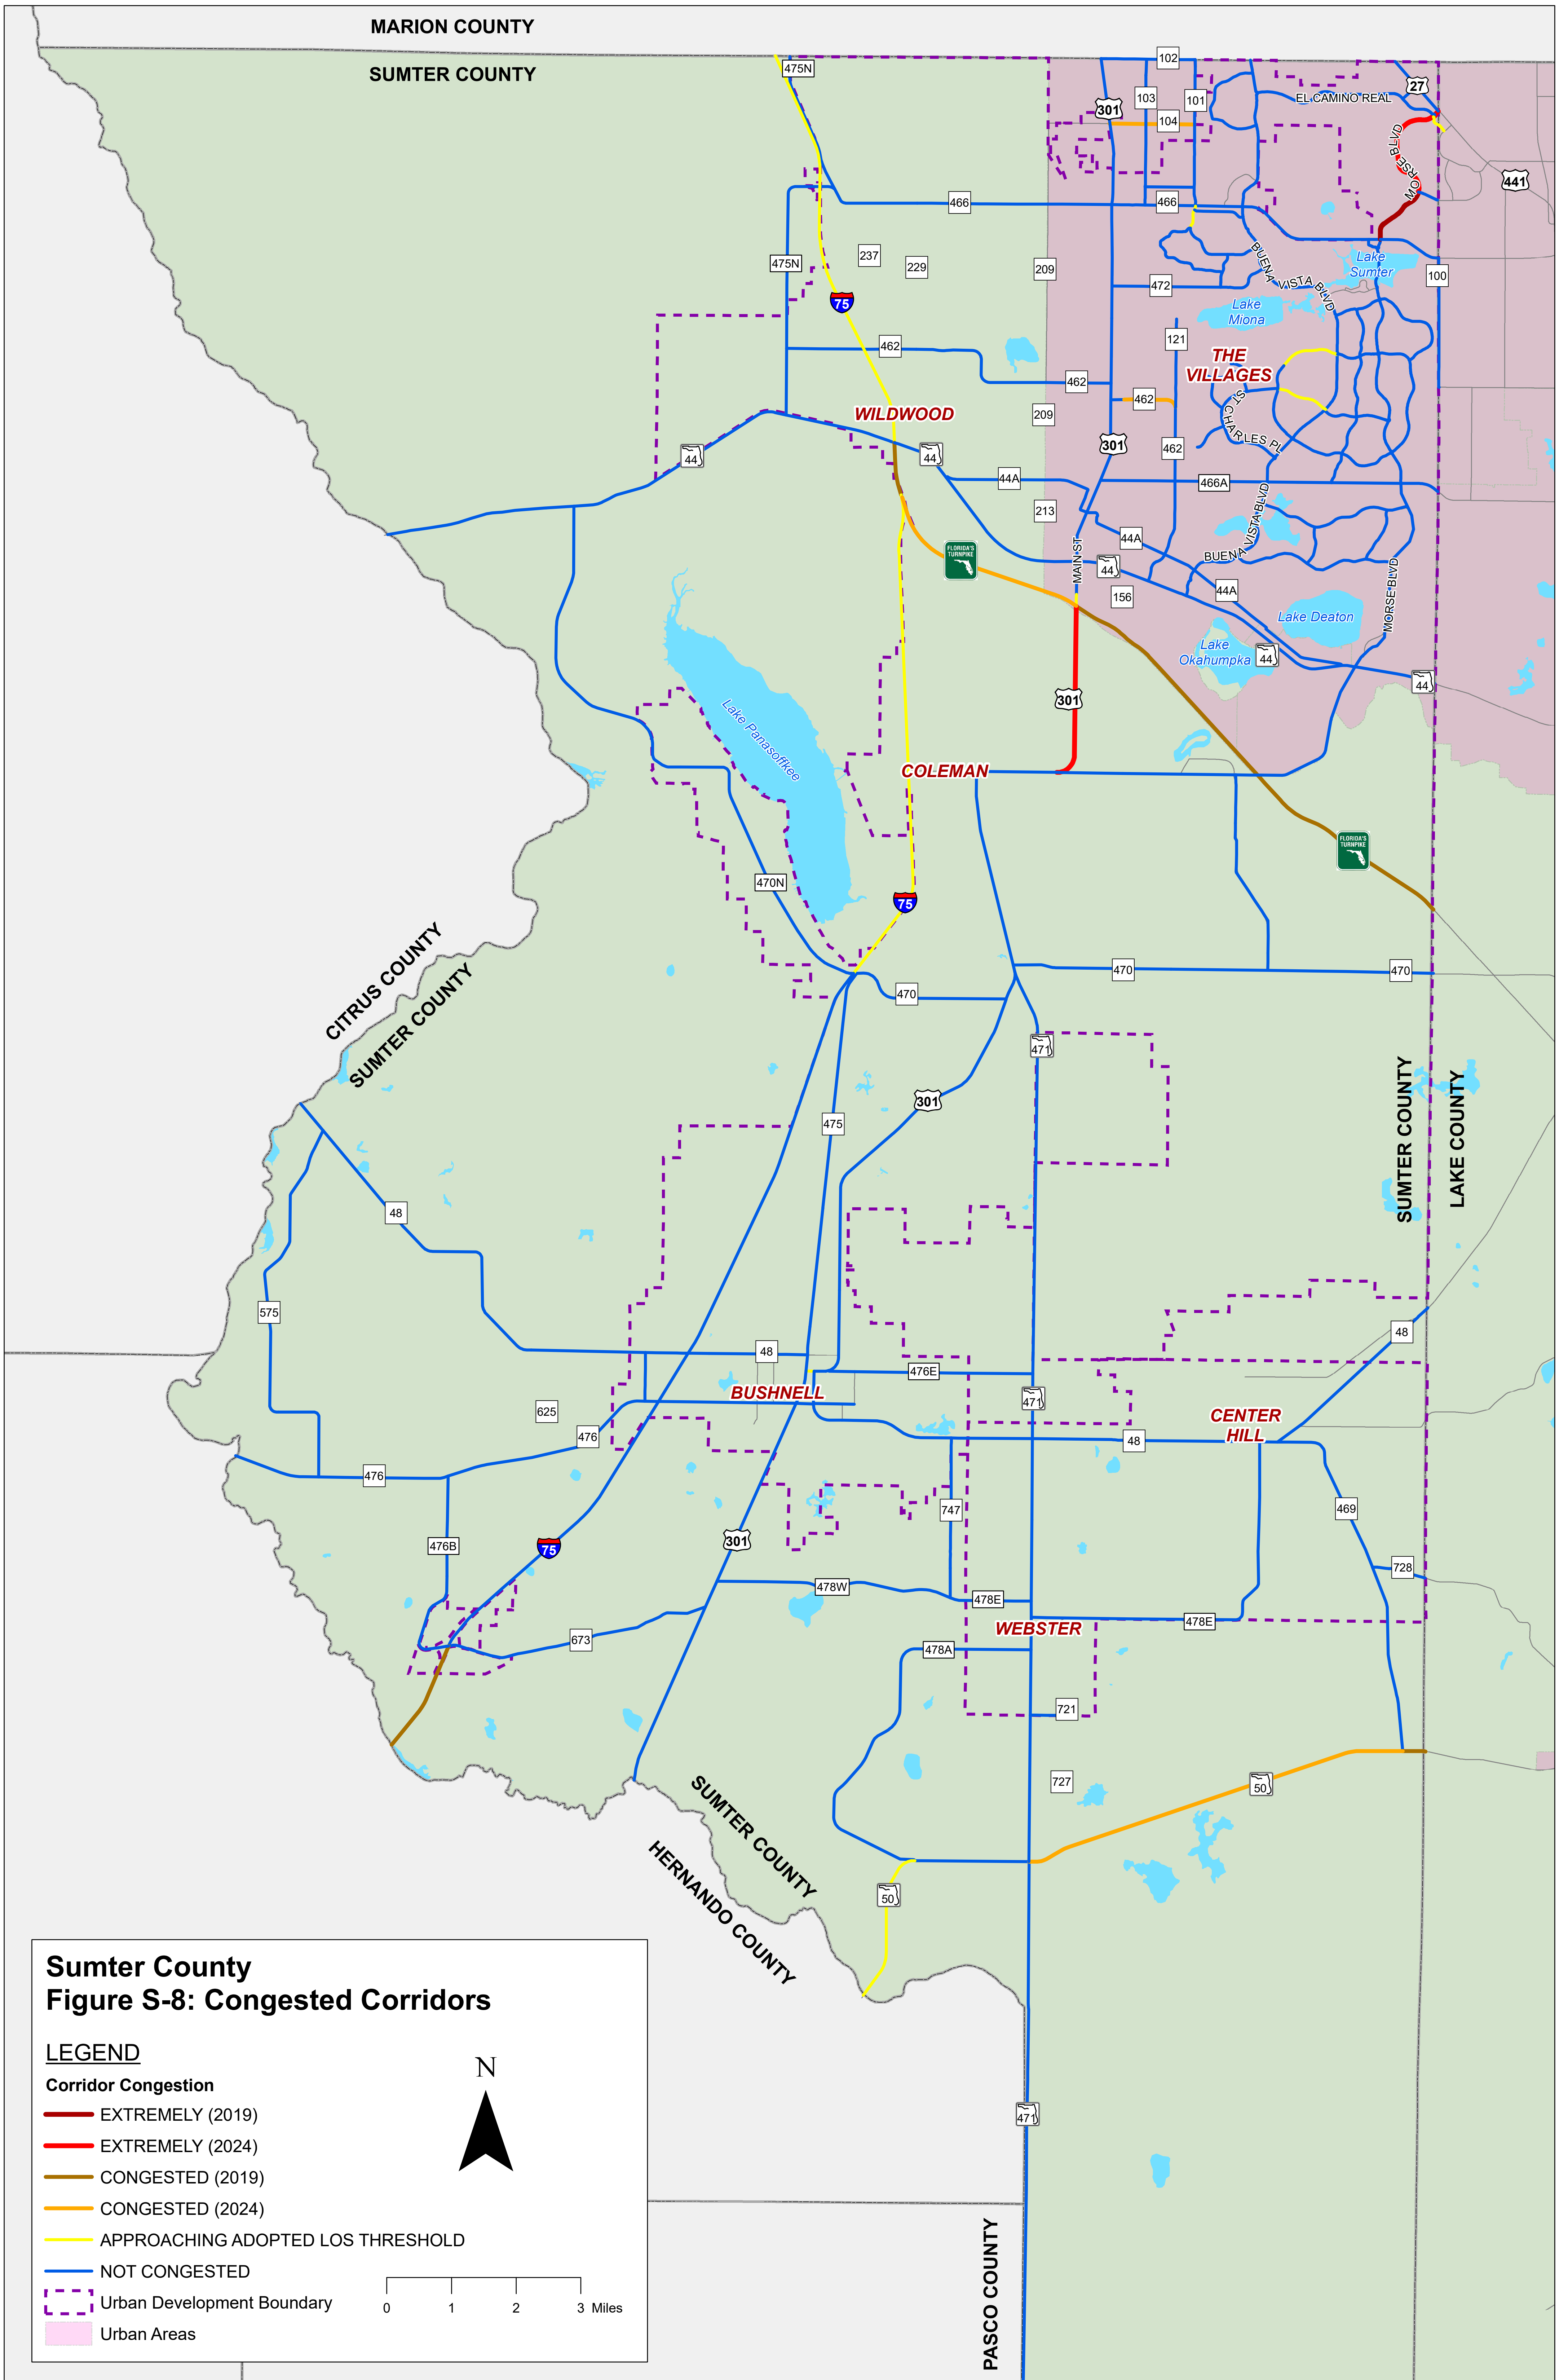 MARION COUNTY
SUMTER COUNTY
475N
102
27
301
103
101
EL CAMINO REAL
104
MORSE BLVD
441
466
466
475N
237
229
209
BUENA VISTA BLVD
Lake
Sumter
100
472
75
Lake
Miona
121
462
THE
VILLAGES
462
462
WILDWOOD
209
ST CHARLES PL
301
44
44
462
44A
466A
213
BUENA VISTA BLVD
44A
MAIN ST
FLORIDA'S
TURNPIKE
44
156
44A
MORSE BLVD
Lake Deaton
Lake
Okahumpka
44
44
301
Lake Panasoffkee
COLEMAN
FLORIDA'S
TURNPIKE
470N
75
CITRUS COUNTY
SUMTER COUNTY
470
470
470
471
SUMTER COUNTY
LAKE COUNTY
301
475
48
575
48
48
476E
BUSHNELL
471
625
476
CENTER
HILL
48
476
747
469
476B
75
301
728
478W
478E
478E
WEBSTER
673
478A
721
727
50
SUMTER COUNTY
HERNANDO COUNTY
50
471
PASCO COUNTY
Sumter County
Figure S-8: Congested Corridors
LEGEND
N
Corridor Congestion
EXTREMELY (2019)
EXTREMELY (2024)
CONGESTED (2019)
CONGESTED (2024)
APPROACHING ADOPTED LOS THRESHOLD
NOT CONGESTED
Urban Development Boundary
0 1 2 3 Miles
Urban Areas